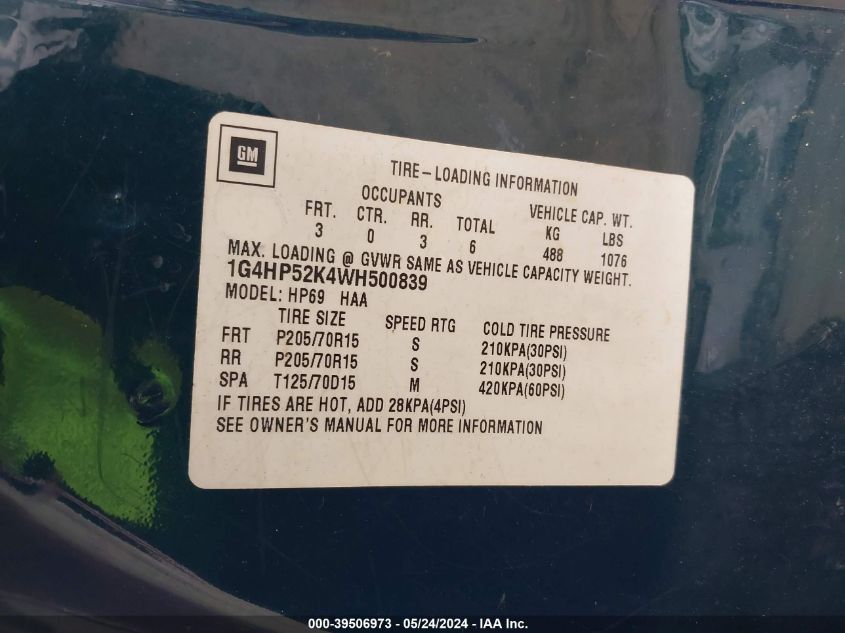 GM
TIRE-LOADING INFORMATION
OCCUPANTS VEHICLE CAP. WT.
FRT. CTR. RR. TOTAL KG LBS
3 0 3 6 488 1076
MAX. LOADING @ GVWR SAME AS VEHICLE CAPACITY WEIGHT.
1G4HP52K4WH500839
MODEL: HP69 HAA
TIRE SIZE SPEED RTG COLD TIRE PRESSURE
FRT P205/70R15 S 210KPA(30PSI)
RR P205/70R15 S 210KPA(30PSI)
SPA T125/70D15 M 420KPA(60PSI)
IF TIRES ARE HOT, ADD 28KPA(4PSI)
SEE OWNER'S MANUAL FOR MORE INFORMATION
000-39506973 - 05/24/2024 - IAA Inc.